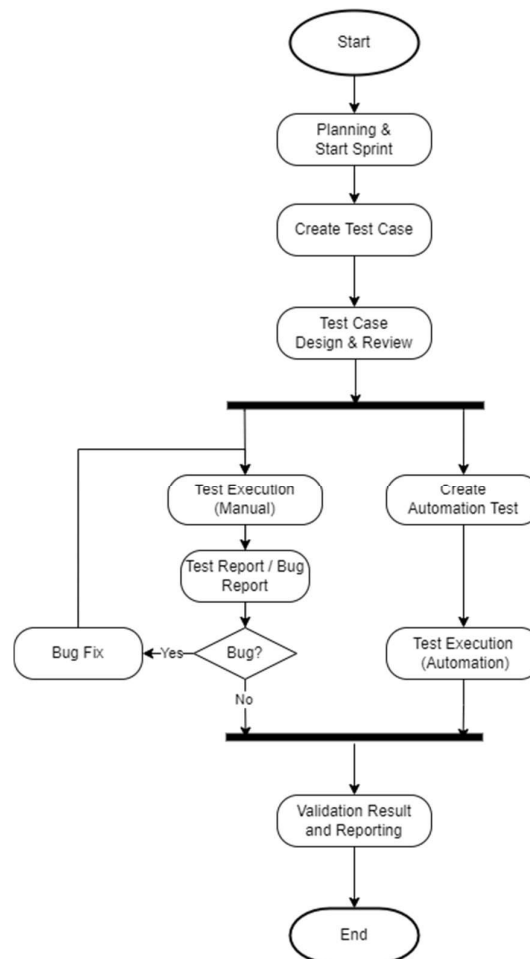 Start
Planning &
Start Sprint
Create Test Case
Test Case
Design & Review
Test Execution
(Manual)
Create
Automation Test
Test Report / Bug
Report
Bug Fix
Yes
Bug?
Test Execution
(Automation)
No
Validation Result
and Reporting
End